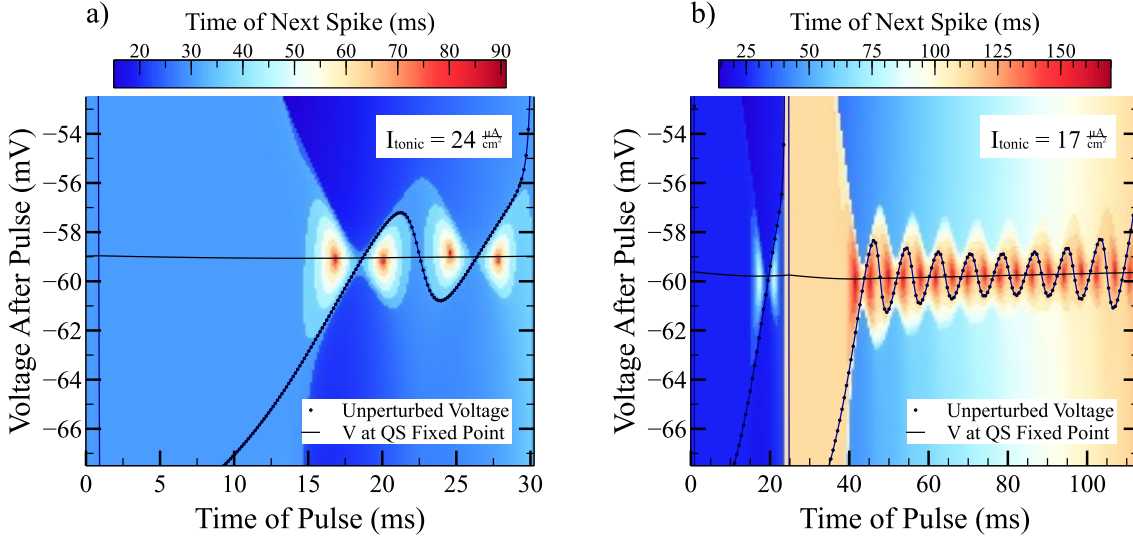 a)
Time of Next Spike (ms)
20 30 40 50 60 70 80 90
I_tonic = 24 μA/cm²
Voltage After Pulse (mV)
−54
−56
−58
−60
−62
−64
−66
Unperturbed Voltage
V at QS Fixed Point
0 5 10 15 20 25 30
Time of Pulse (ms)
b)
Time of Next Spike (ms)
25 50 75 100 125 150
I_tonic = 17 μA/cm²
Voltage After Pulse (mV)
−54
−56
−58
−60
−62
−64
−66
Unperturbed Voltage
V at QS Fixed Point
0 20 40 60 80 100
Time of Pulse (ms)